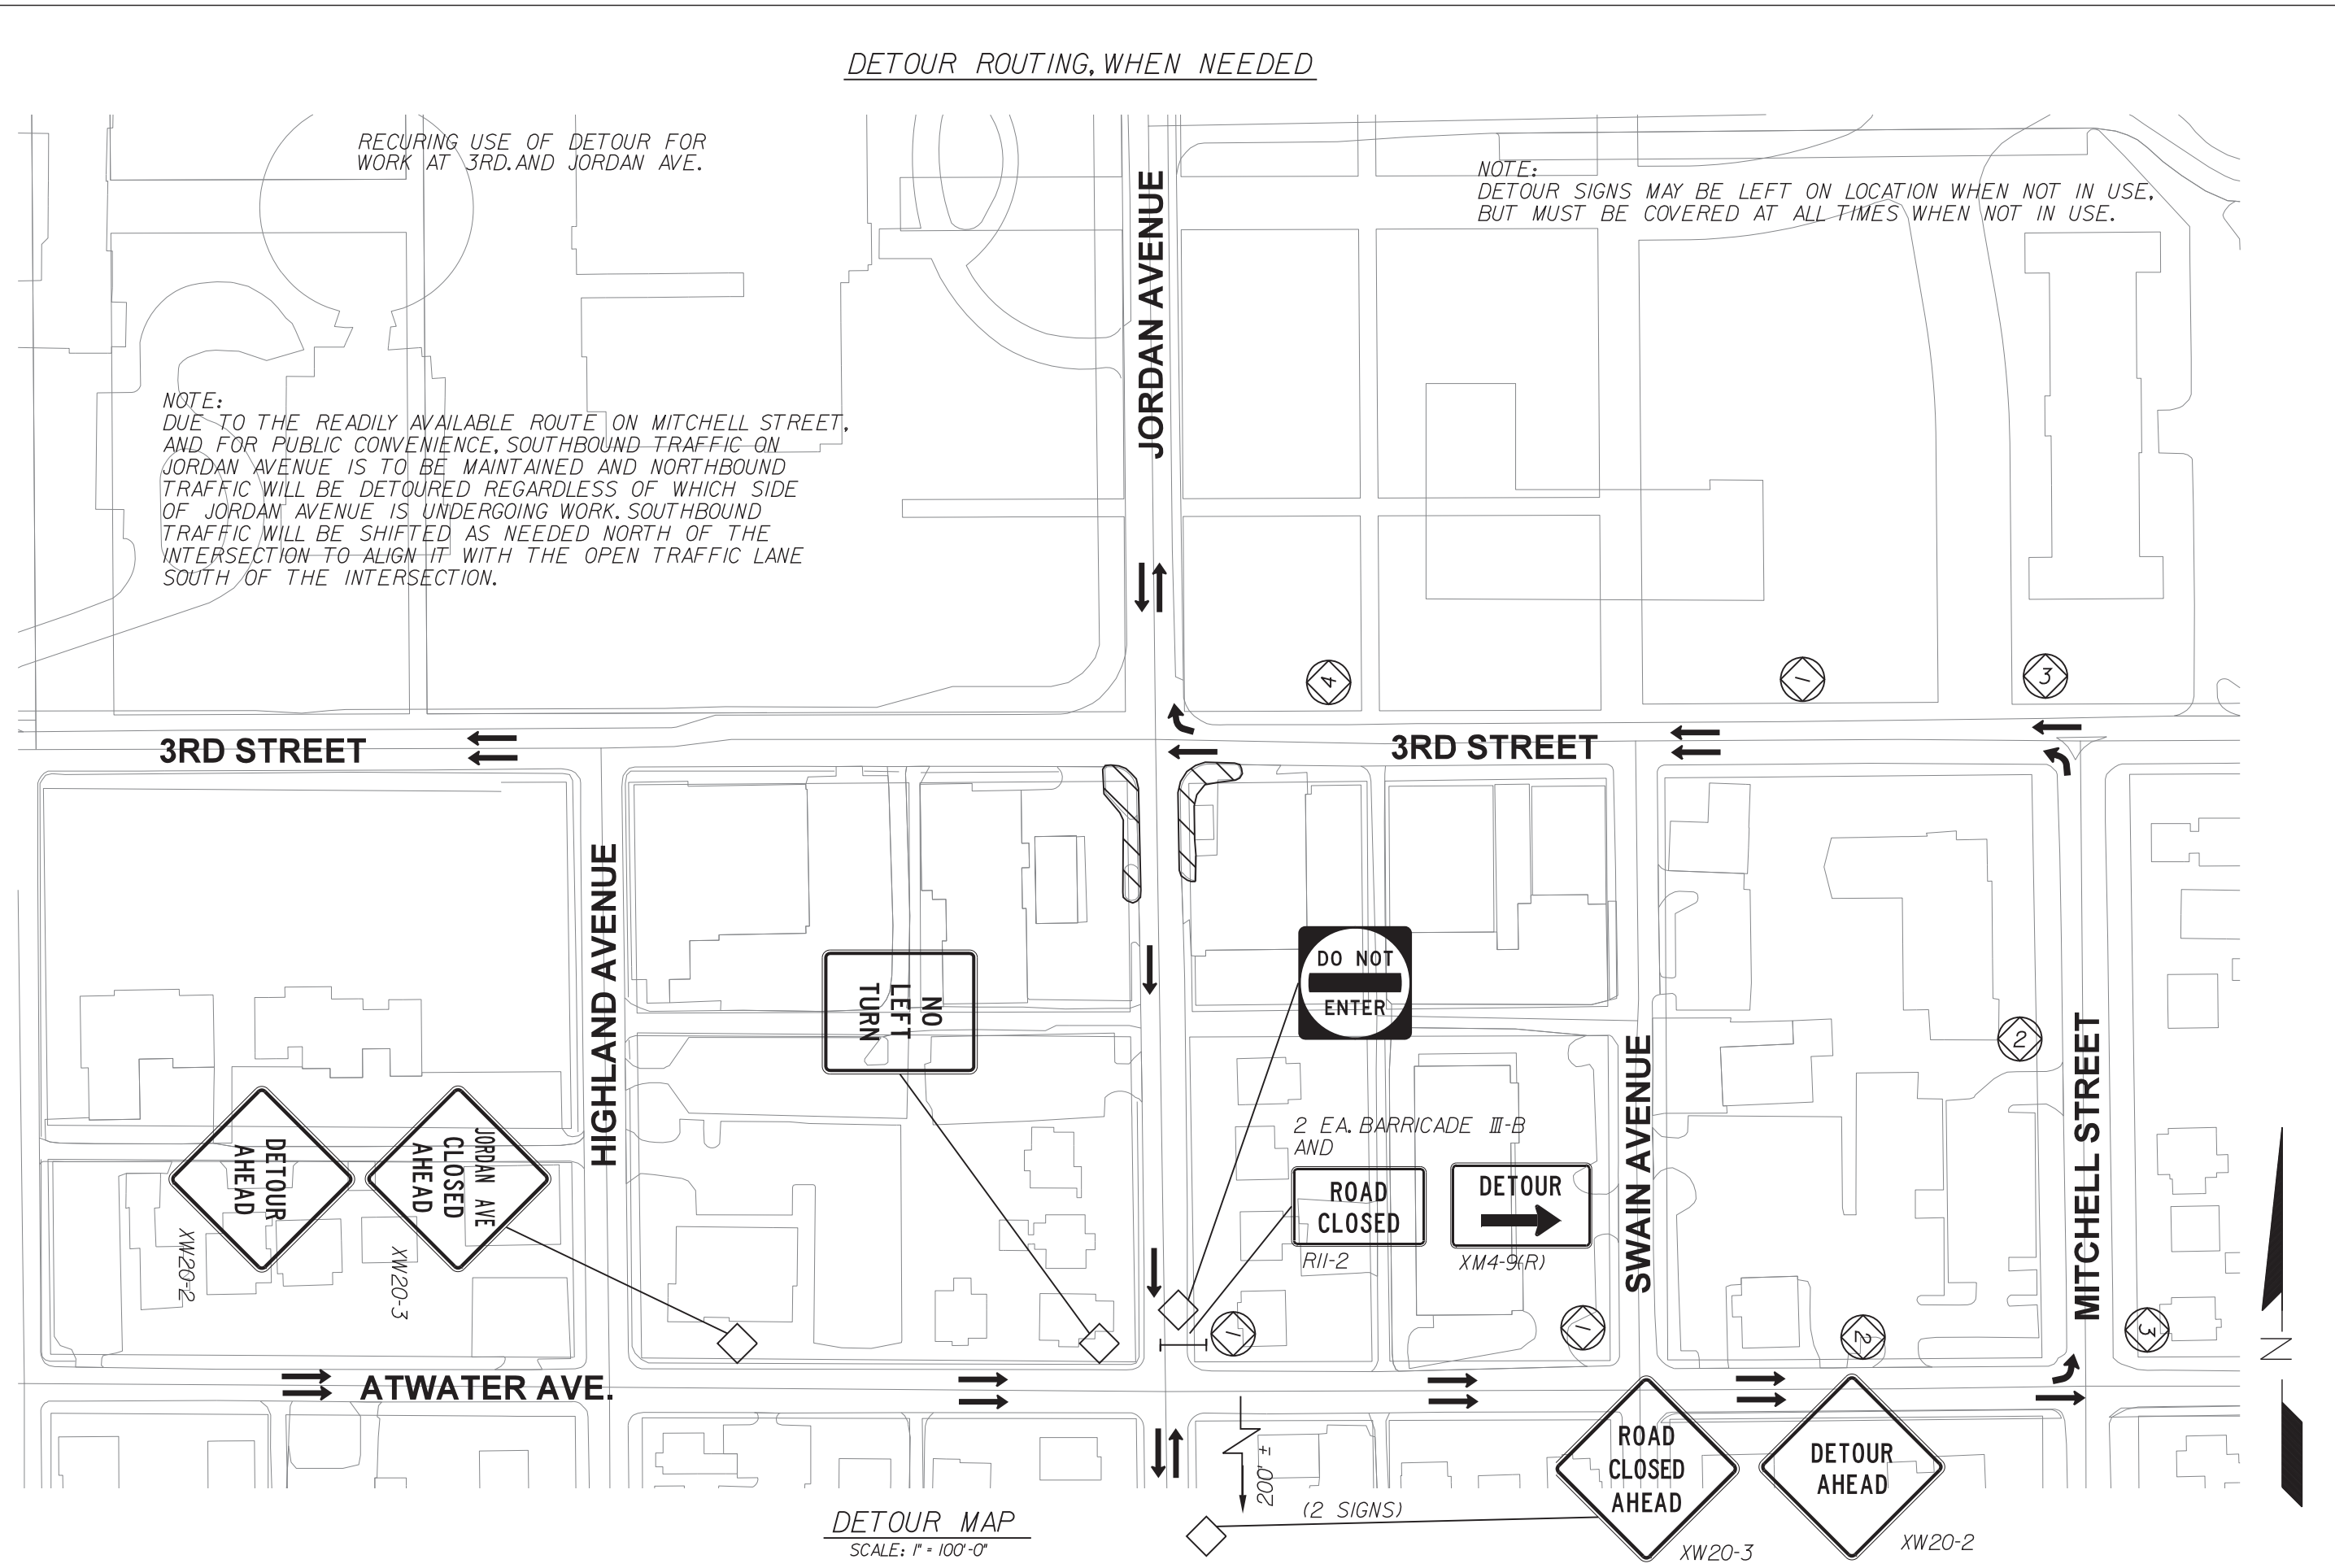 DETOUR ROUTING, WHEN NEEDED
RECURING USE OF DETOUR FOR
WORK AT 3RD. AND JORDAN AVE.
NOTE:
DETOUR SIGNS MAY BE LEFT ON LOCATION WHEN NOT IN USE,
BUT MUST BE COVERED AT ALL TIMES WHEN NOT IN USE.
JORDAN AVENUE
NOTE:
DUE TO THE READILY AVAILABLE ROUTE ON MITCHELL STREET,
AND FOR PUBLIC CONVENIENCE, SOUTHBOUND TRAFFIC ON
JORDAN AVENUE IS TO BE MAINTAINED AND NORTHBOUND
TRAFFIC WILL BE DETOURED REGARDLESS OF WHICH SIDE
OF JORDAN AVENUE IS UNDERGOING WORK. SOUTHBOUND
TRAFFIC WILL BE SHIFTED AS NEEDED NORTH OF THE
INTERSECTION TO ALIGN IT WITH THE OPEN TRAFFIC LANE
SOUTH OF THE INTERSECTION.
4
1
3
3RD STREET
3RD STREET
HIGHLAND AVENUE
NO
LEFT
TURN
DO NOT
ENTER
SWAIN AVENUE
2
MITCHELL STREET
DETOUR
AHEAD
XW20-2
JORDAN AVE
CLOSED
AHEAD
XW20-3
2 EA. BARRICADE III-B
AND
ROAD
CLOSED
R11-2
DETOUR
XM4-9(R)
1
1
2
3
N
ATWATER AVE.
200' ±
(2 SIGNS)
ROAD
CLOSED
AHEAD
XW20-3
DETOUR
AHEAD
XW20-2
DETOUR MAP
SCALE: 1" = 100'-0"